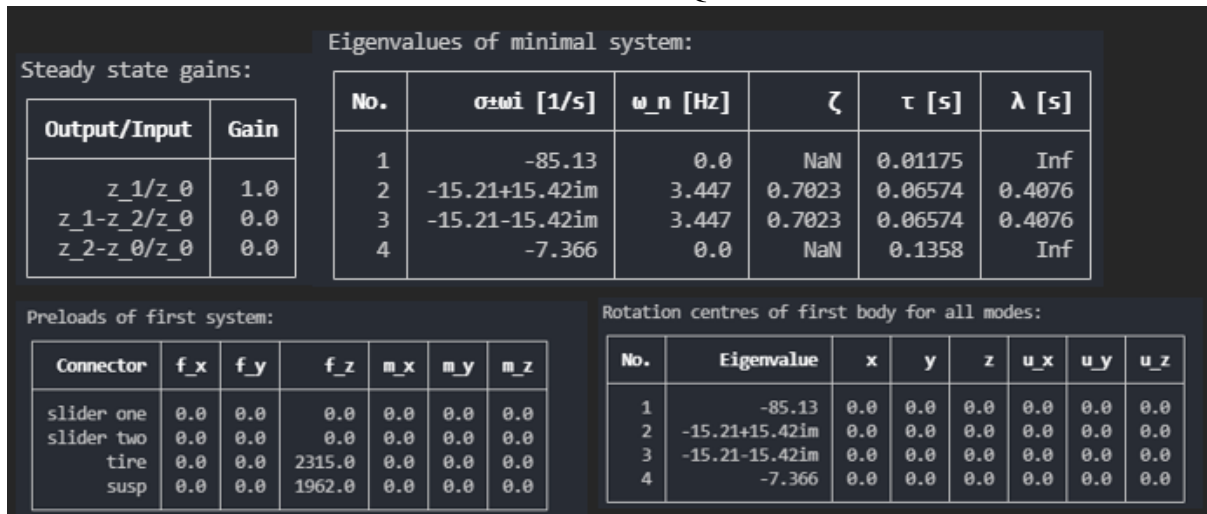 Steady state gains:
Output/Input Gain
z_1/z_0 1.0
z_1-z_2/z_0 0.0
z_2-z_0/z_0 0.0
Eigenvalues of minimal system:
No. σ±ωi [1/s] ω_n [Hz] ζ τ [s] λ [s]
1 -85.13 0.0 NaN 0.01175 Inf
2 -15.21+15.42im 3.447 0.7023 0.06574 0.4076
3 -15.21-15.42im 3.447 0.7023 0.06574 0.4076
4 -7.366 0.0 NaN 0.1358 Inf
Preloads of first system:
Connector f_x f_y f_z m_x m_y m_z
slider one 0.0 0.0 0.0 0.0 0.0 0.0
slider two 0.0 0.0 0.0 0.0 0.0 0.0
tire 0.0 0.0 2315.0 0.0 0.0 0.0
susp 0.0 0.0 1962.0 0.0 0.0 0.0
Rotation centres of first body for all modes:
No. Eigenvalue x y z u_x u_y u_z
1 -85.13 0.0 0.0 0.0 0.0 0.0 0.0
2 -15.21+15.42im 0.0 0.0 0.0 0.0 0.0 0.0
3 -15.21-15.42im 0.0 0.0 0.0 0.0 0.0 0.0
4 -7.366 0.0 0.0 0.0 0.0 0.0 0.0